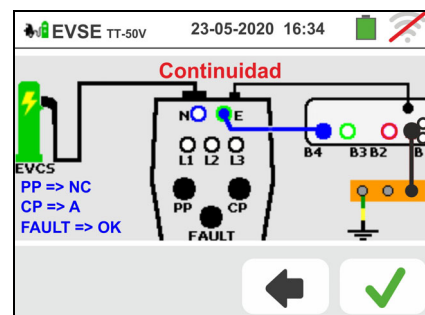 EVSE TT-50V 23-05-2020 16:34
Continuidad
N E
L1 L2 L3
B4 B3 B2 B
EVCS
PP => NC
CP => A
FAULT => OK
PP CP
FAULT